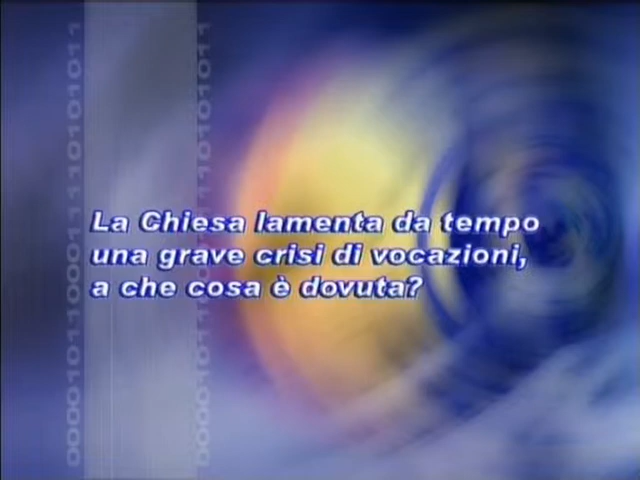 La Chiesa lamenta da tempo
una grave crisi di vocazioni,
a che cosa è dovuta?